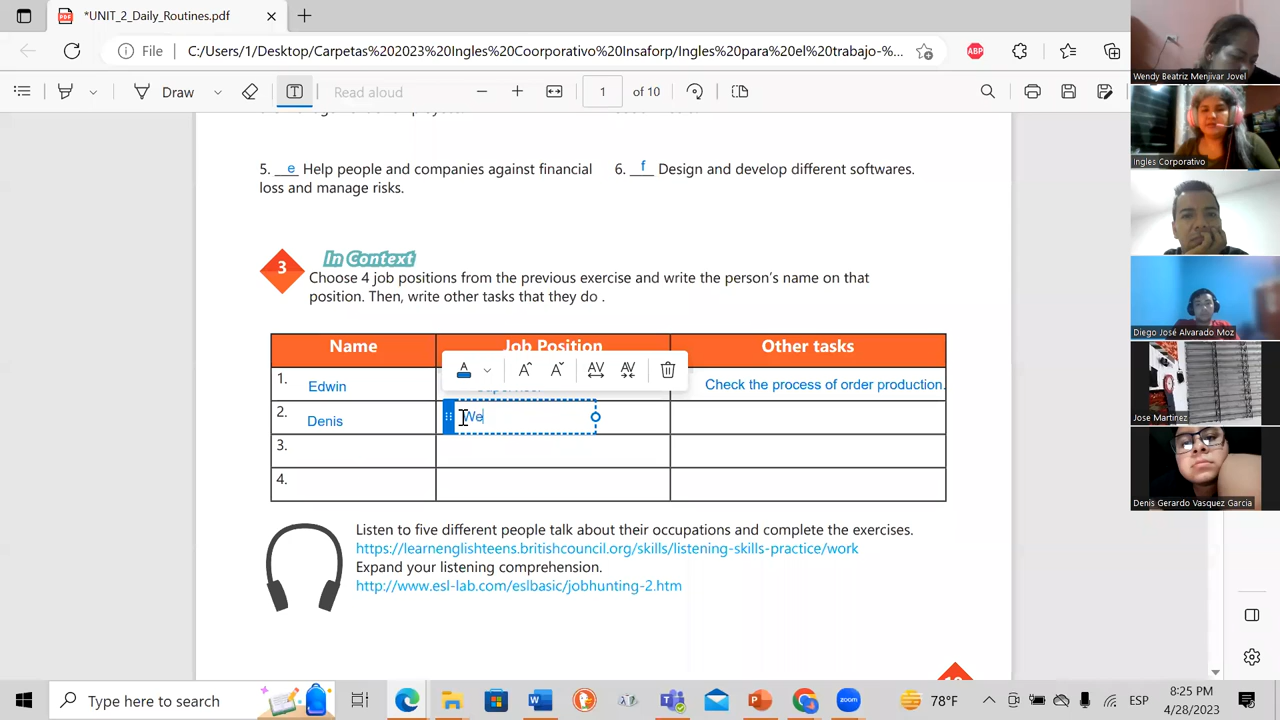 *UNIT_2_Daily_Routines.pdf
File
C:/Users/1/Desktop/Carpetas%202023%20Ingles%20Coorporativo%20Insaforp/Ingles%20para%20el%20trabajo-%...
ABP
Draw
Read aloud
1 of 10
5. e Help people and companies against financial loss and manage risks.
6. f Design and develop different softwares.
3
In Context
Choose 4 job positions from the previous exercise and write the person's name on that
position. Then, write other tasks that they do .
Name Job Position Other tasks
1. Edwin Check the process of order production.
2. Denis We
3.
4.
Listen to five different people talk about their occupations and complete the exercises.
https://learnenglishteens.britishcouncil.org/skills/listening-skills-practice/work
Expand your listening comprehension.
http://www.esl-lab.com/eslbasic/jobhunting-2.htm
Wendy Beatriz Menjivar Jovel
Ingles Corporativo
Diego José Alvarado Moz
Jose Martinez
Denis Gerardo Vasquez Garcia
Type here to search
78°F
ESP
8:25 PM
4/28/2023